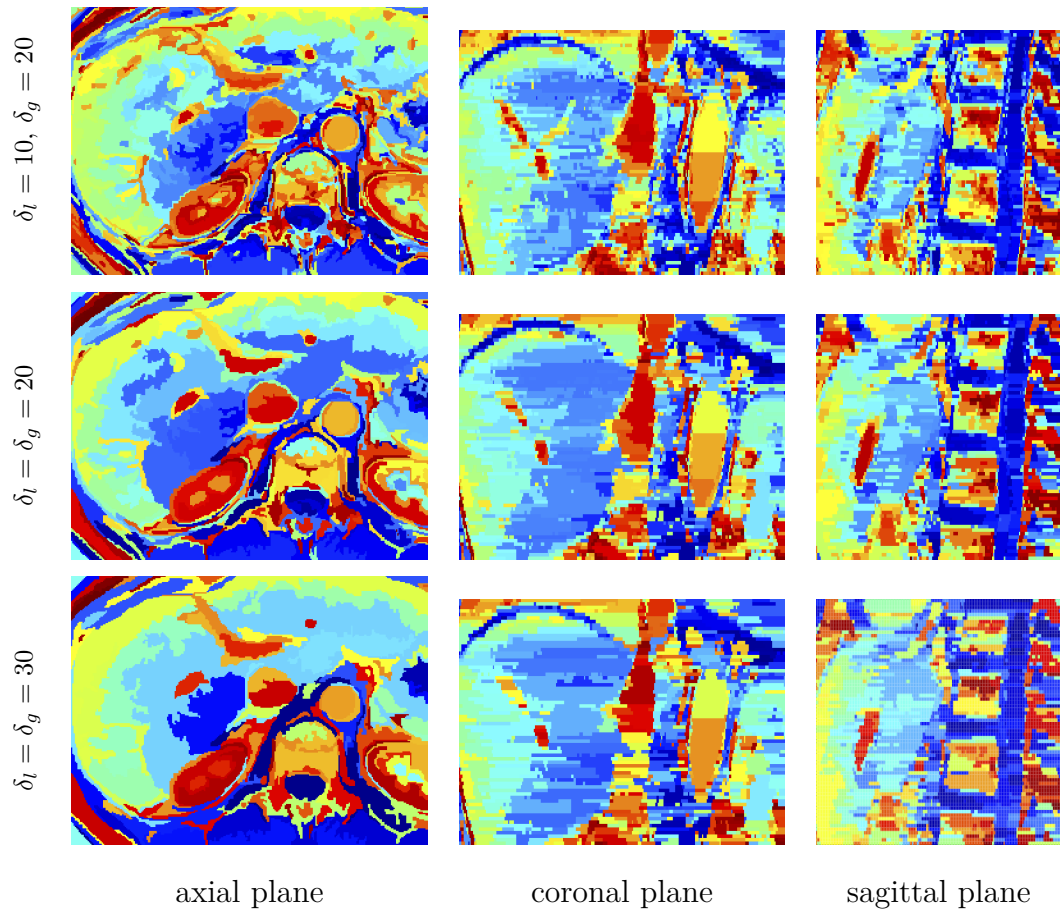 δ_l = 10, δ_g = 20
δ_l = δ_g = 20
δ_l = δ_g = 30
axial plane
coronal plane
sagittal plane